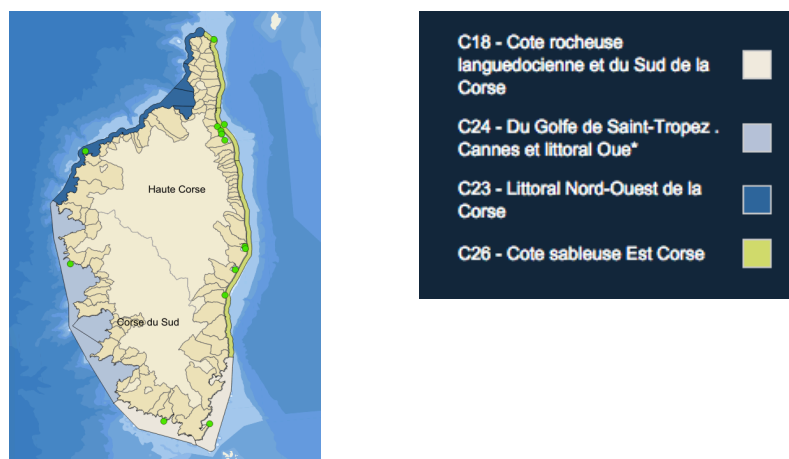 Haute Corse
Corse du Sud
C18 - Cote rocheuse
languedocienne et du Sud de la
Corse
C24 - Du Golfe de Saint-Tropez .
Cannes et littoral Oue*
C23 - Littoral Nord-Ouest de la
Corse
C26 - Cote sableuse Est Corse